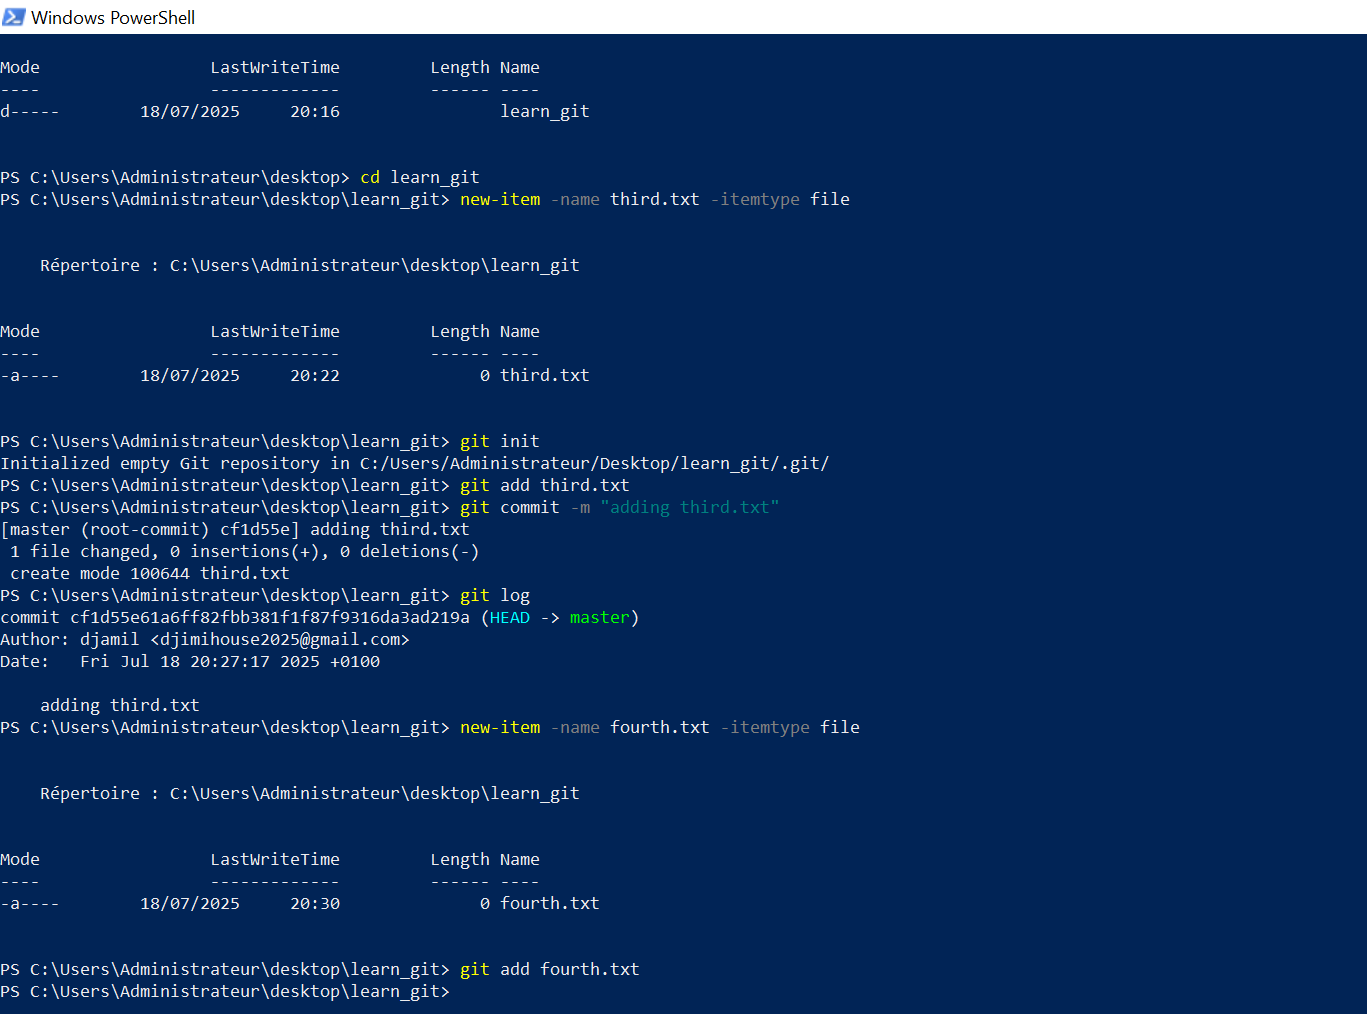 Windows PowerShell
Mode                 LastWriteTime         Length Name
----                 -------------         ------ ----
d-----        18/07/2025     20:16                learn_git
PS C:\Users\Administrateur\desktop> cd learn_git
PS C:\Users\Administrateur\desktop\learn_git> new-item -name third.txt -itemtype file
    Répertoire : C:\Users\Administrateur\desktop\learn_git
Mode                 LastWriteTime         Length Name
----                 -------------         ------ ----
-a----        18/07/2025     20:22              0 third.txt
PS C:\Users\Administrateur\desktop\learn_git> git init
Initialized empty Git repository in C:/Users/Administrateur/Desktop/learn_git/.git/
PS C:\Users\Administrateur\desktop\learn_git> git add third.txt
PS C:\Users\Administrateur\desktop\learn_git> git commit -m "adding third.txt"
[master (root-commit) cf1d55e] adding third.txt
 1 file changed, 0 insertions(+), 0 deletions(-)
 create mode 100644 third.txt
PS C:\Users\Administrateur\desktop\learn_git> git log
commit cf1d55e61a6ff82fbb381f1f87f9316da3ad219a (HEAD -> master)
Author: djamil <djimihouse2025@gmail.com>
Date:   Fri Jul 18 20:27:17 2025 +0100
    adding third.txt
PS C:\Users\Administrateur\desktop\learn_git> new-item -name fourth.txt -itemtype file
    Répertoire : C:\Users\Administrateur\desktop\learn_git
Mode                 LastWriteTime         Length Name
----                 -------------         ------ ----
-a----        18/07/2025     20:30              0 fourth.txt
PS C:\Users\Administrateur\desktop\learn_git> git add fourth.txt
PS C:\Users\Administrateur\desktop\learn_git>